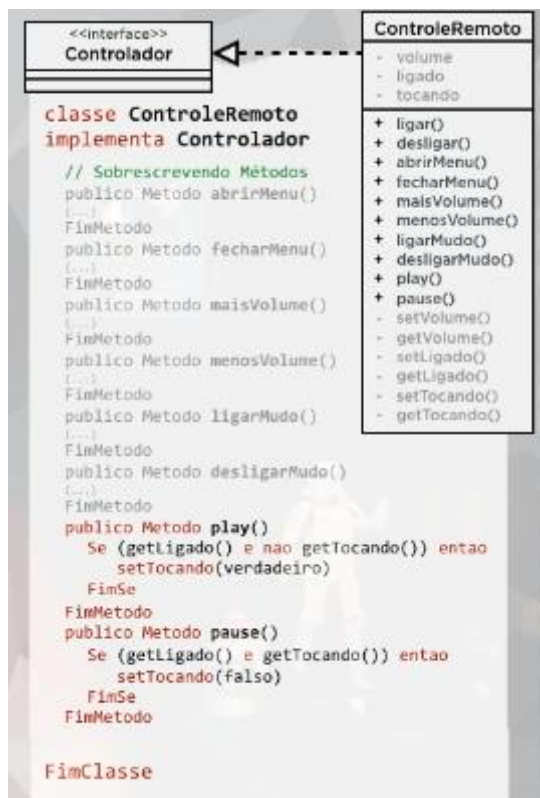 <<interface>>
Controlador
ControleRemoto
- volume
- ligado
- tocando
+ ligar()
+ desligar()
+ abrirMenu()
+ fecharMenu()
+ maisVolume()
+ menosVolume()
+ ligarMudo()
+ desligarMudo()
+ play()
+ pause()
- setVolume()
- getVolume()
- setLigado()
- getLigado()
- setTocando()
- getTocando()
classe ControleRemoto
implementa Controlador
// Sobrescrevendo Métodos
publico Metodo abrirMenu()
(...)
FimMetodo
publico Metodo fecharMenu()
(...)
FimMetodo
publico Metodo maisVolume()
(...)
FimMetodo
publico Metodo menosVolume()
(...)
FimMetodo
publico Metodo ligarMudo()
(...)
FimMetodo
publico Metodo desligarMudo()
(...)
FimMetodo
publico Metodo play()
Se (getLigado() e nao getTocando()) entao
setTocando(verdadeiro)
FimSe
FimMetodo
publico Metodo pause()
Se (getLigado() e getTocando()) entao
setTocando(falso)
FimSe
FimMetodo
FimClasse